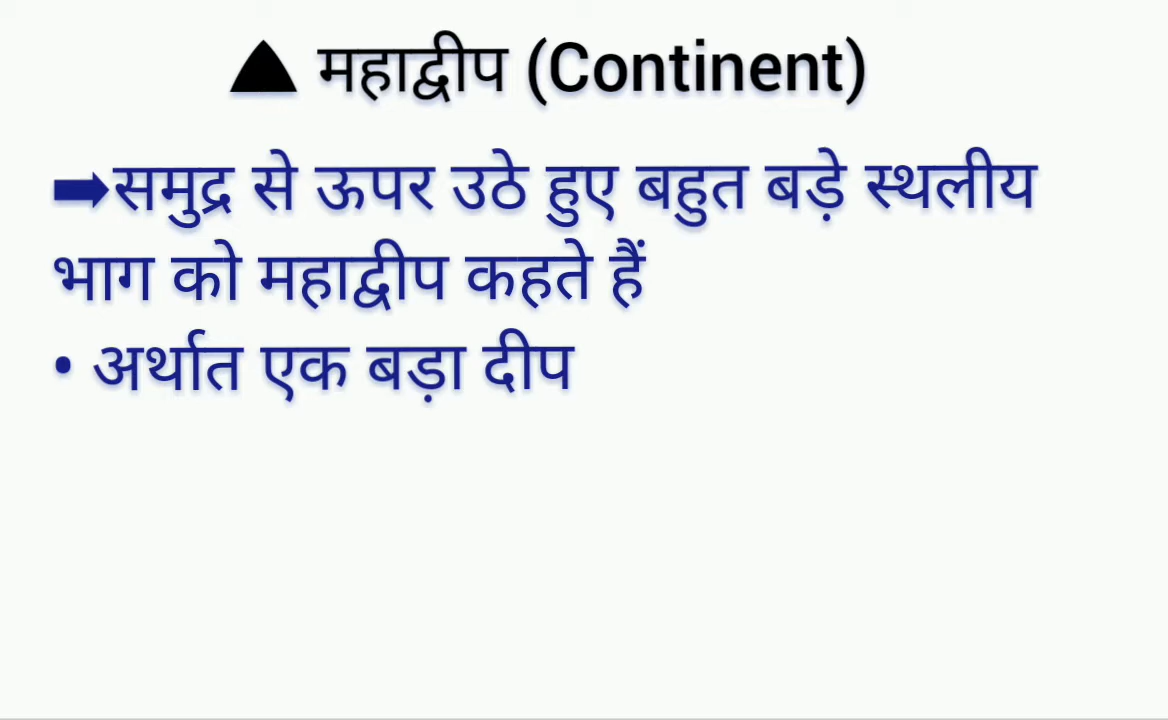 ▲ महाद्वीप (Continent)
➡समुद्र से ऊपर उठे हुए बहुत बड़े स्थलीय
भाग को महाद्वीप कहते हैं
• अर्थात एक बड़ा दीप